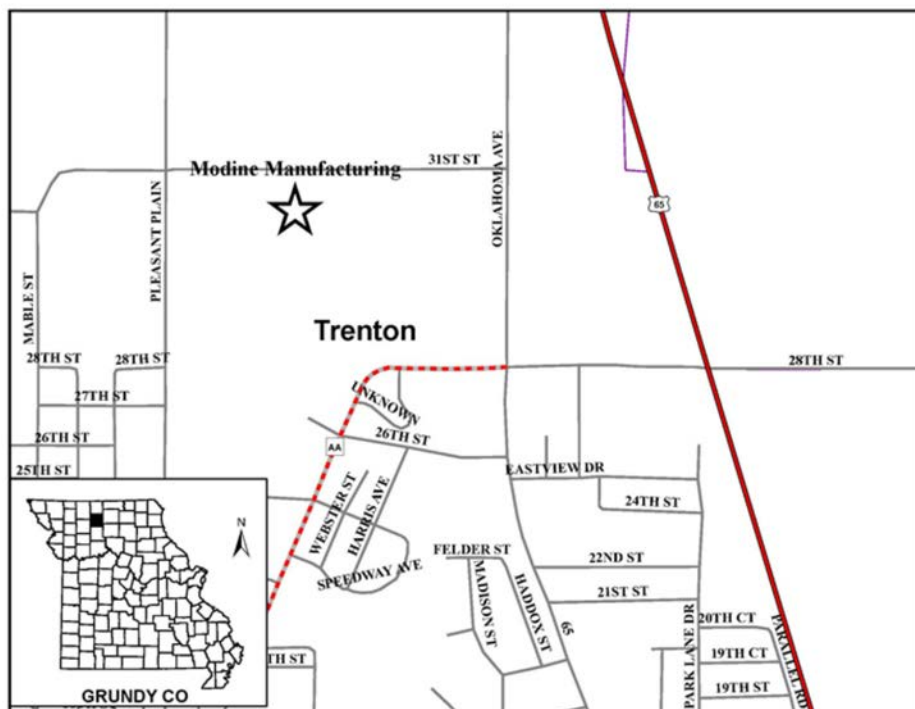 31ST ST
Modine Manufacturing
OKLAHOMA AVE
65
PLEASANT PLAIN
MABLE ST
Trenton
28TH ST
28TH ST
28TH ST
27TH ST
UNKNOWN
26TH ST
26TH ST
AA
25TH ST
EASTVIEW DR
WEBSTER ST
HARRIS AVE
24TH ST
N
FELDER ST
22ND ST
SPEEDWAY AVE
MADISON ST
HADDOX ST
21ST ST
65
PARK LANE DR
20TH CT
PARALLEL RD
19TH CT
TH ST
19TH ST
GRUNDY CO